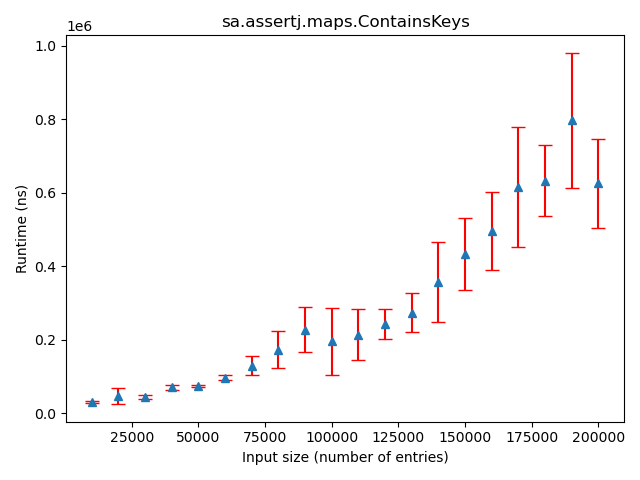 sa.assertj.maps.ContainsKeys
1e6
1.0
0.8
0.6
0.4
0.2
0.0
Runtime (ns)
25000 50000 75000 100000 125000 150000 175000 200000
Input size (number of entries)